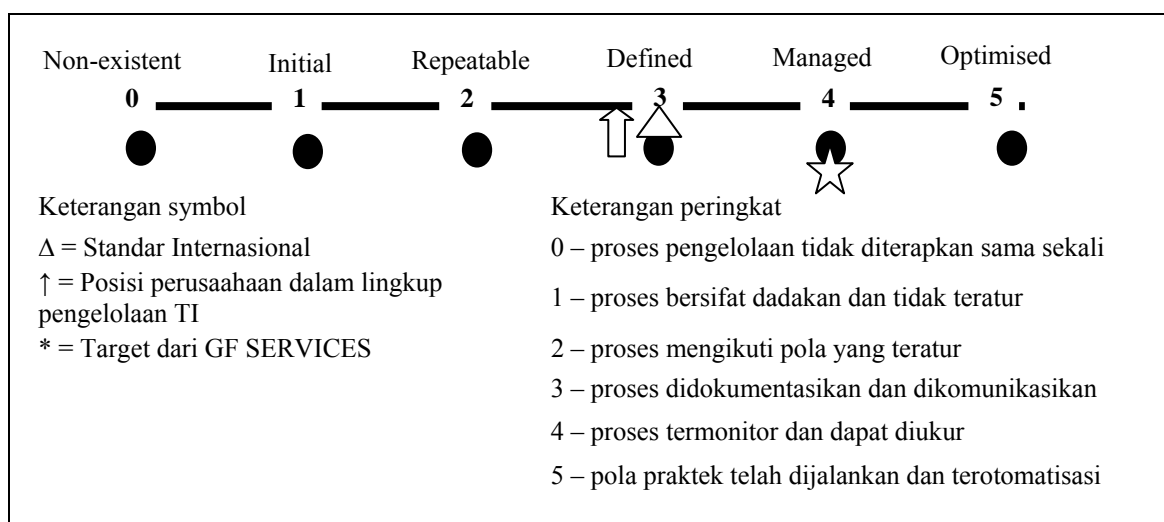 Non-existent Initial Repeatable Defined Managed Optimised
0 1 2 3 4 5 .
Keterangan symbol
Δ = Standar Internasional
↑ = Posisi perusaahaan dalam lingkup
pengelolaan TI
* = Target dari GF SERVICES
Keterangan peringkat
0 – proses pengelolaan tidak diterapkan sama sekali
1 – proses bersifat dadakan dan tidak teratur
2 – proses mengikuti pola yang teratur
3 – proses didokumentasikan dan dikomunikasikan
4 – proses termonitor dan dapat diukur
5 – pola praktek telah dijalankan dan terotomatisasi